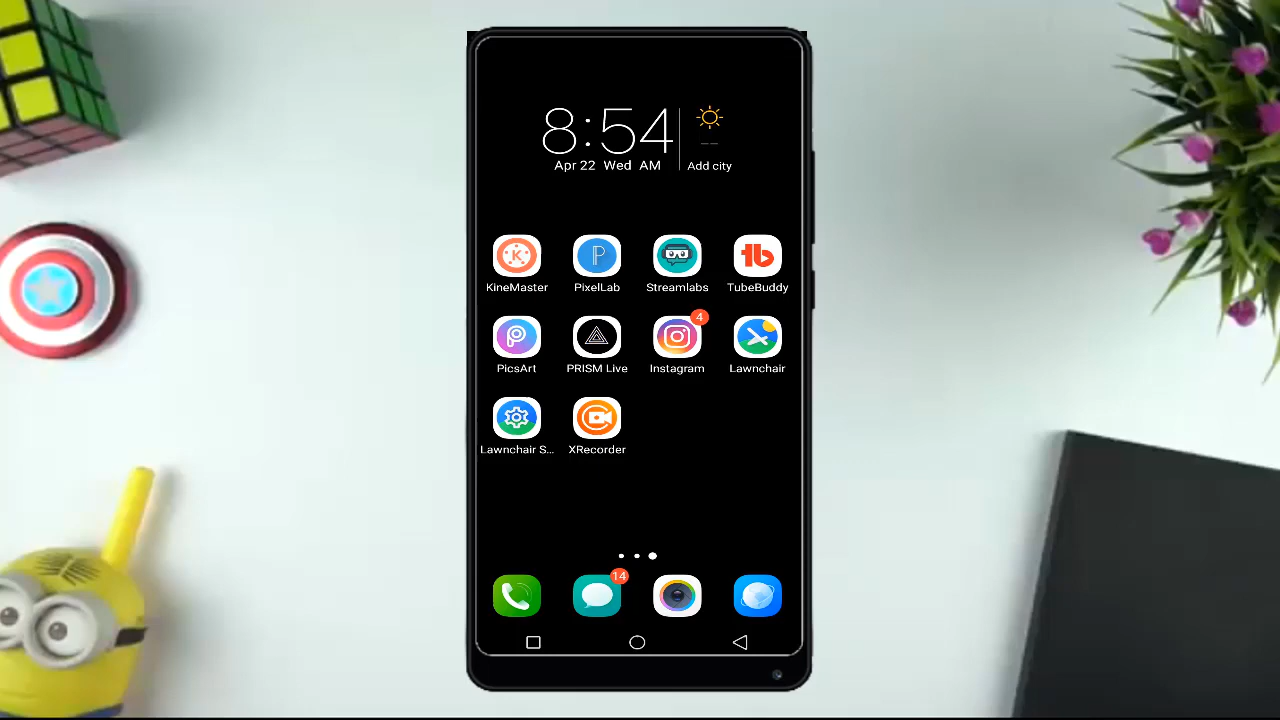 8:54
Apr 22 Wed AM
Add city
KineMaster
PixelLab
Streamlabs
TubeBuddy
4
PicsArt
PRISM Live
Instagram
Lawnchair
Lawnchair S...
XRecorder
14